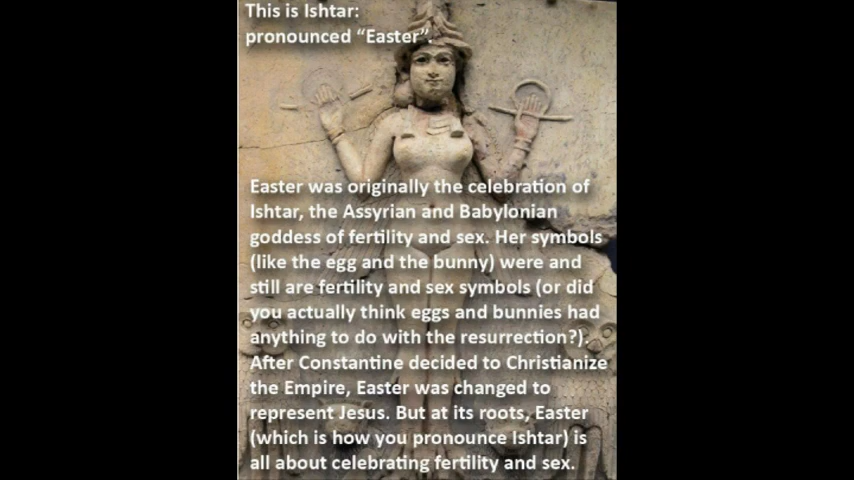 This is Ishtar:
pronounced “Easter”.
Easter was originally the celebration of
Ishtar, the Assyrian and Babylonian
goddess of fertility and sex. Her symbols
(like the egg and the bunny) were and
still are fertility and sex symbols (or did
you actually think eggs and bunnies had
anything to do with the resurrection?).
After Constantine decided to Christianize
the Empire, Easter was changed to
represent Jesus. But at its roots, Easter
(which is how you pronounce Ishtar) is
all about celebrating fertility and sex.